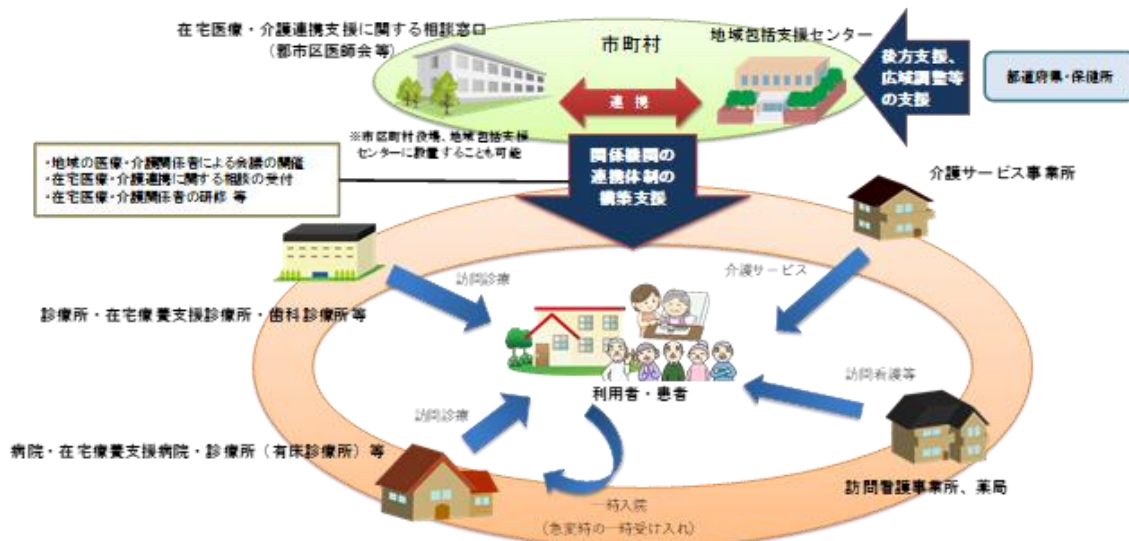 在宅医療・介護連携支援に関する相談窓口
（郡市区医師会等）
市町村
地域包括支援センター
連携
後方支援、
広域調整等
の支援
都道府県・保健所
※市区町村役場、地域包括支援
センターに設置することも可能
・地域の医療・介護関係者による会議の開催
・在宅医療・介護連携に関する相談の受付
・在宅医療・介護関係者の研修 等
関係機関の
連携体制の
構築支援
介護サービス事業所
訪問診療
介護サービス
診療所・在宅療養支援診療所・歯科診療所等
利用者・患者
訪問看護等
訪問診療
病院・在宅療養支援病院・診療所（有床診療所）等
訪問看護事業所、薬局
一時入院
（急変時の一時受け入れ）